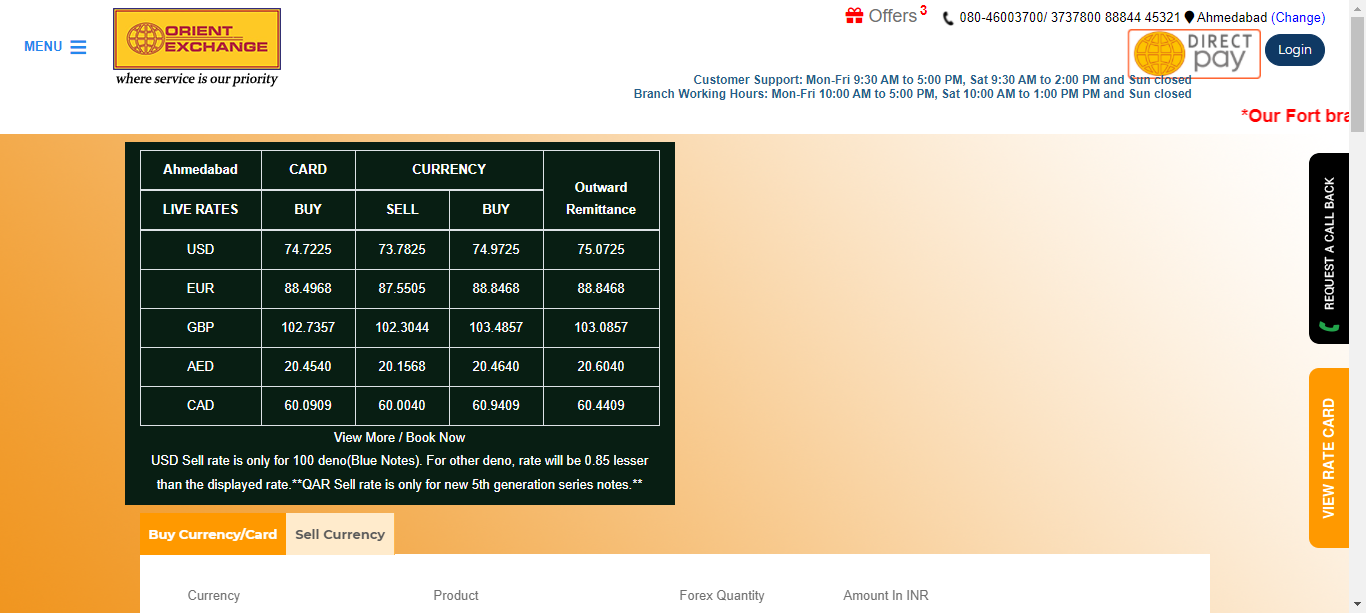 MENU
ORIENT
EXCHANGE
where service is our priority
Offers 3
080-46003700/ 3737800 88844 45321 Ahmedabad (Change)
DIRECT
pay
Login
Customer Support: Mon-Fri 9:30 AM to 5:00 PM, Sat 9:30 AM to 2:00 PM and Sun closed
Branch Working Hours: Mon-Fri 10:00 AM to 5:00 PM, Sat 10:00 AM to 1:00 PM PM and Sun closed
*Our Fort bra
Ahmedabad CARD CURRENCY Outward Remittance
LIVE RATES BUY SELL BUY
USD 74.7225 73.7825 74.9725 75.0725
EUR 88.4968 87.5505 88.8468 88.8468
GBP 102.7357 102.3044 103.4857 103.0857
AED 20.4540 20.1568 20.4640 20.6040
CAD 60.0909 60.0040 60.9409 60.4409
View More / Book Now
USD Sell rate is only for 100 deno(Blue Notes). For other deno, rate will be 0.85 lesser
than the displayed rate.**QAR Sell rate is only for new 5th generation series notes.**
REQUEST A CALL BACK
VIEW RATE CARD
Buy Currency/Card Sell Currency
Currency Product Forex Quantity Amount In INR